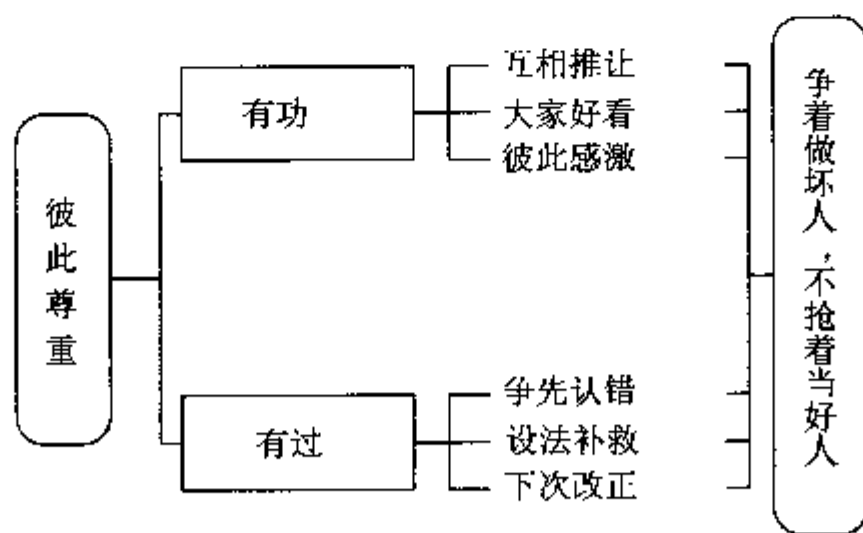 彼此尊重
有功
互相推让
大家好看
彼此感激
有过
争先认错
设法补救
下次改正
争着做坏人，不抢着当好人